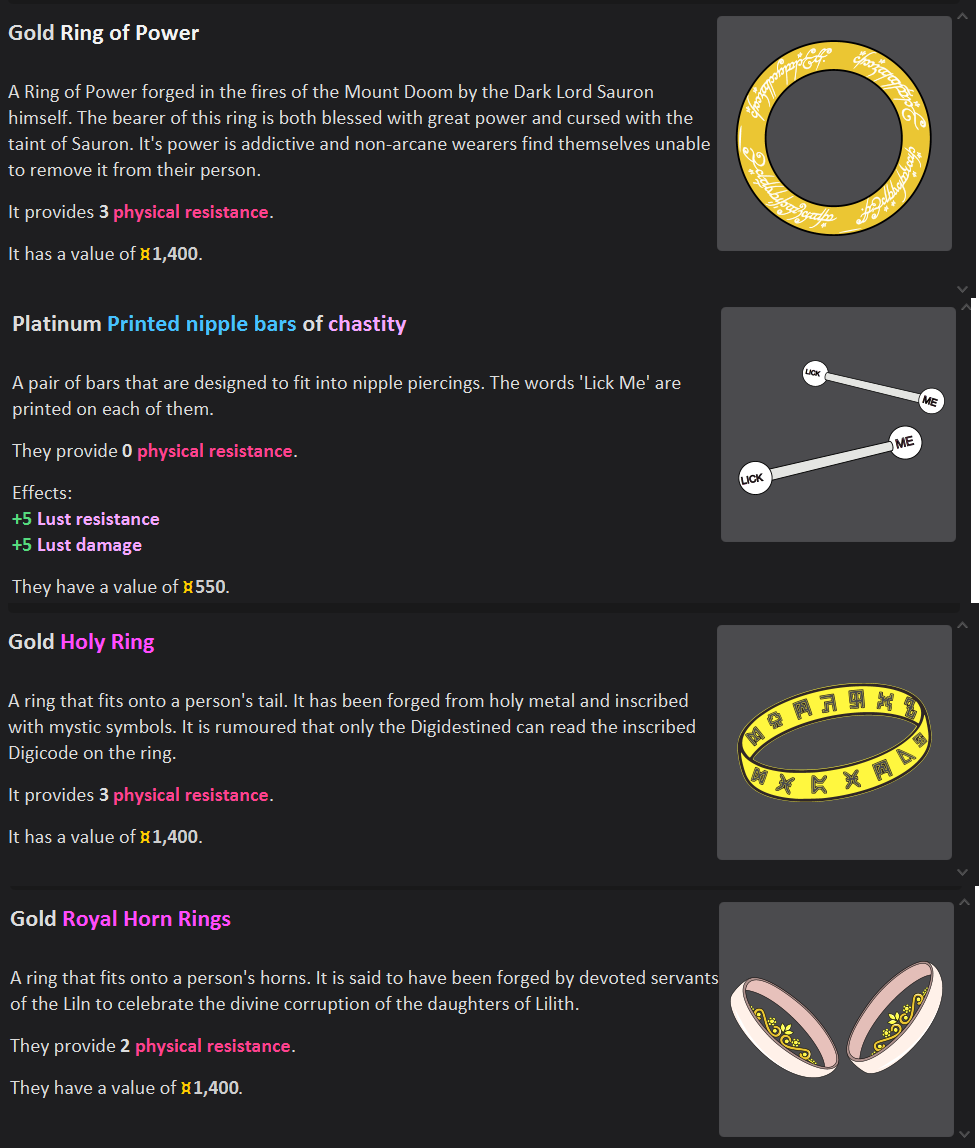 Gold Ring of Power
A Ring of Power forged in the fires of the Mount Doom by the Dark Lord Sauron
himself. The bearer of this ring is both blessed with great power and cursed with the
taint of Sauron. It's power is addictive and non-arcane wearers find themselves unable
to remove it from their person.
It provides 3 physical resistance.
It has a value of ¤1,400.
Platinum Printed nipple bars of chastity
A pair of bars that are designed to fit into nipple piercings. The words 'Lick Me' are
printed on each of them.
They provide 0 physical resistance.
Effects:
+5 Lust resistance
+5 Lust damage
They have a value of ¤550.
LICK ME
LICK ME
Gold Holy Ring
A ring that fits onto a person's tail. It has been forged from holy metal and inscribed
with mystic symbols. It is rumoured that only the Digidestined can read the inscribed
Digicode on the ring.
It provides 3 physical resistance.
It has a value of ¤1,400.
Gold Royal Horn Rings
A ring that fits onto a person's horns. It is said to have been forged by devoted servants
of the Liln to celebrate the divine corruption of the daughters of Lilith.
They provide 2 physical resistance.
They have a value of ¤1,400.